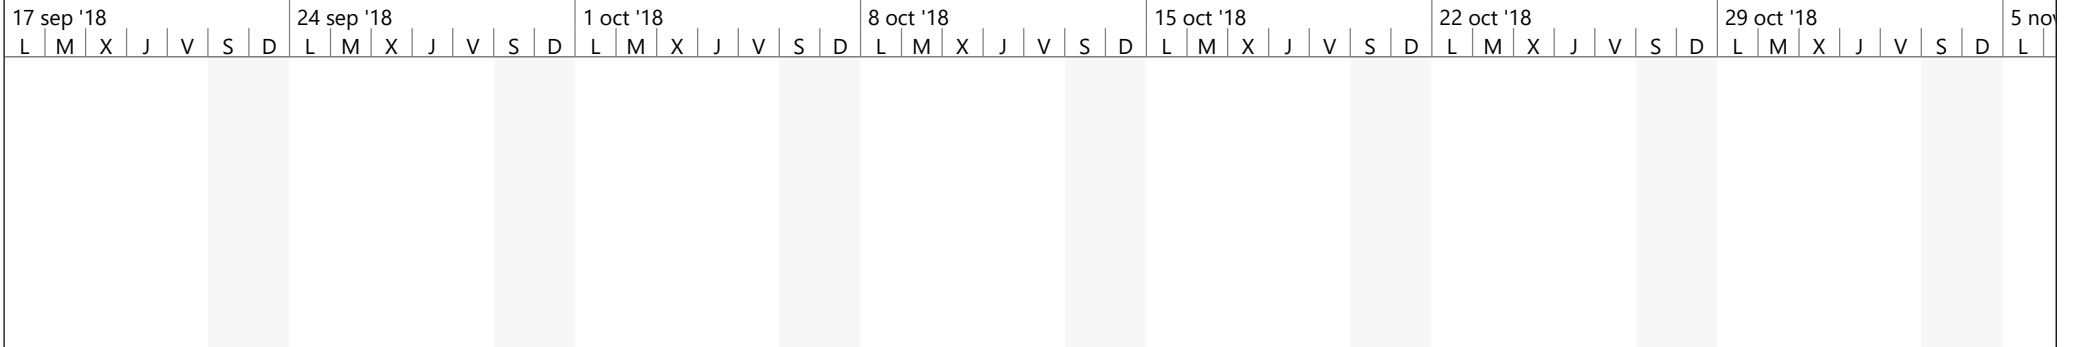 17 sep '18 24 sep '18 1 oct '18 8 oct '18 15 oct '18 22 oct '18 29 oct '18 5
L M X J V S D L M X J V S D L M X J V S D L M X J V S D L M X J V S D L M X J V S D L M X J V S D L